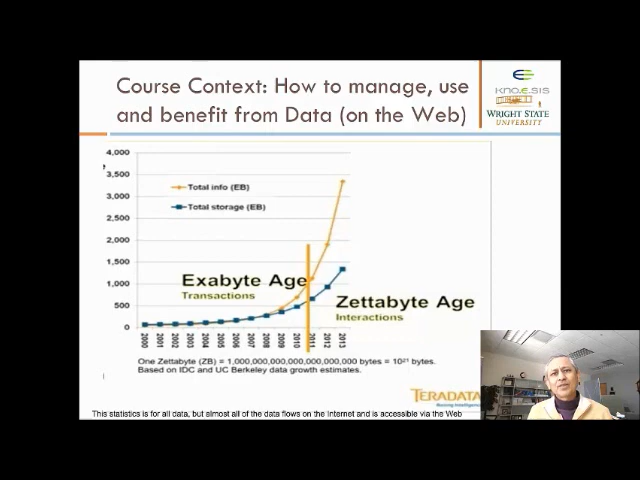 Course Context: How to manage, use
and benefit from Data (on the Web)
KNO.E.SIS
WRIGHT STATE
UNIVERSITY
4,000
3,500
3,000
2,500
2,000
1,500
1,000
500
0
Total info (EB)
Total storage (EB)
Exabyte Age
Transactions
Zettabyte Age
Interactions
2000
2001
2002
2003
2004
2005
2006
2007
2008
2009
2010
2011
2012
2013
One Zettabyte (ZB) = 1,000,000,000,000,000,000,000 bytes = 10²¹ bytes.
Based on IDC and UC Berkeley data growth estimates.
TERADATA
This statistics is for all data, but almost all of the data flows on the Internet and is accessible via the Web